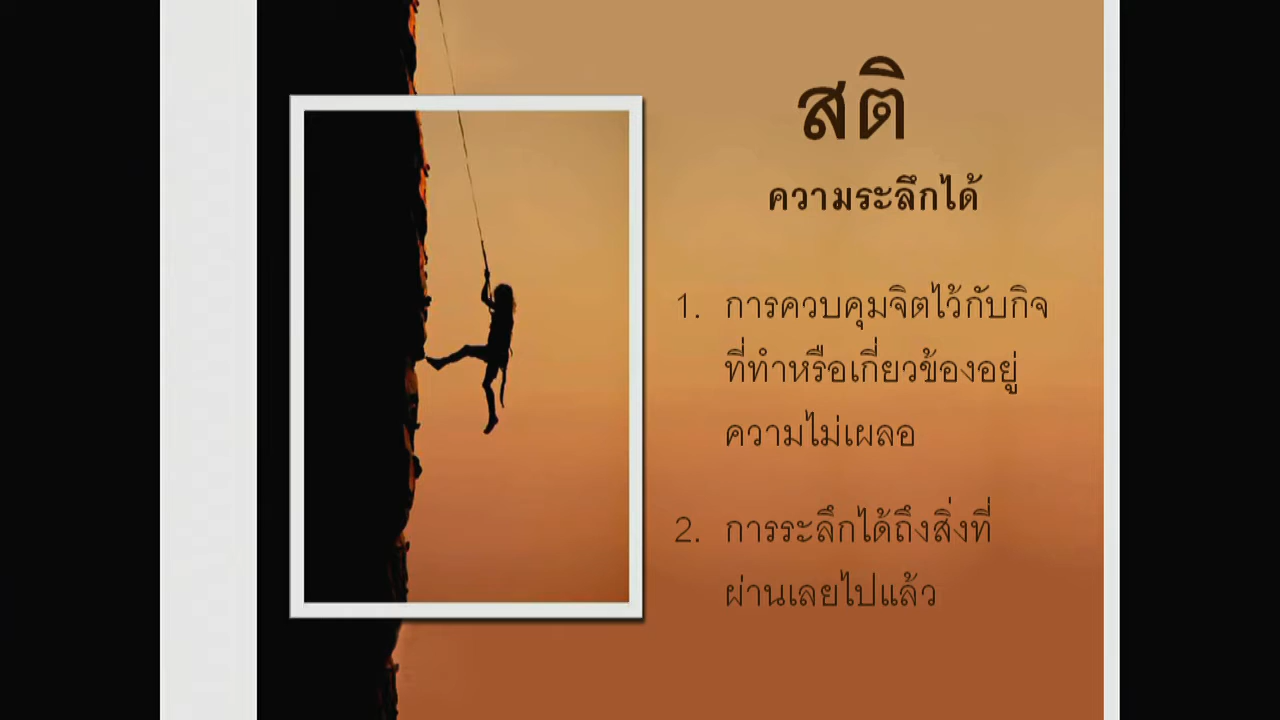 สติ
ความระลึกได้
1. การควบคุมจิตไว้กับกิจ
ที่ทำหรือเกี่ยวข้องอยู่
ความไม่เผลอ
2. การระลึกได้ถึงสิ่งที่
ผ่านเลยไปแล้ว